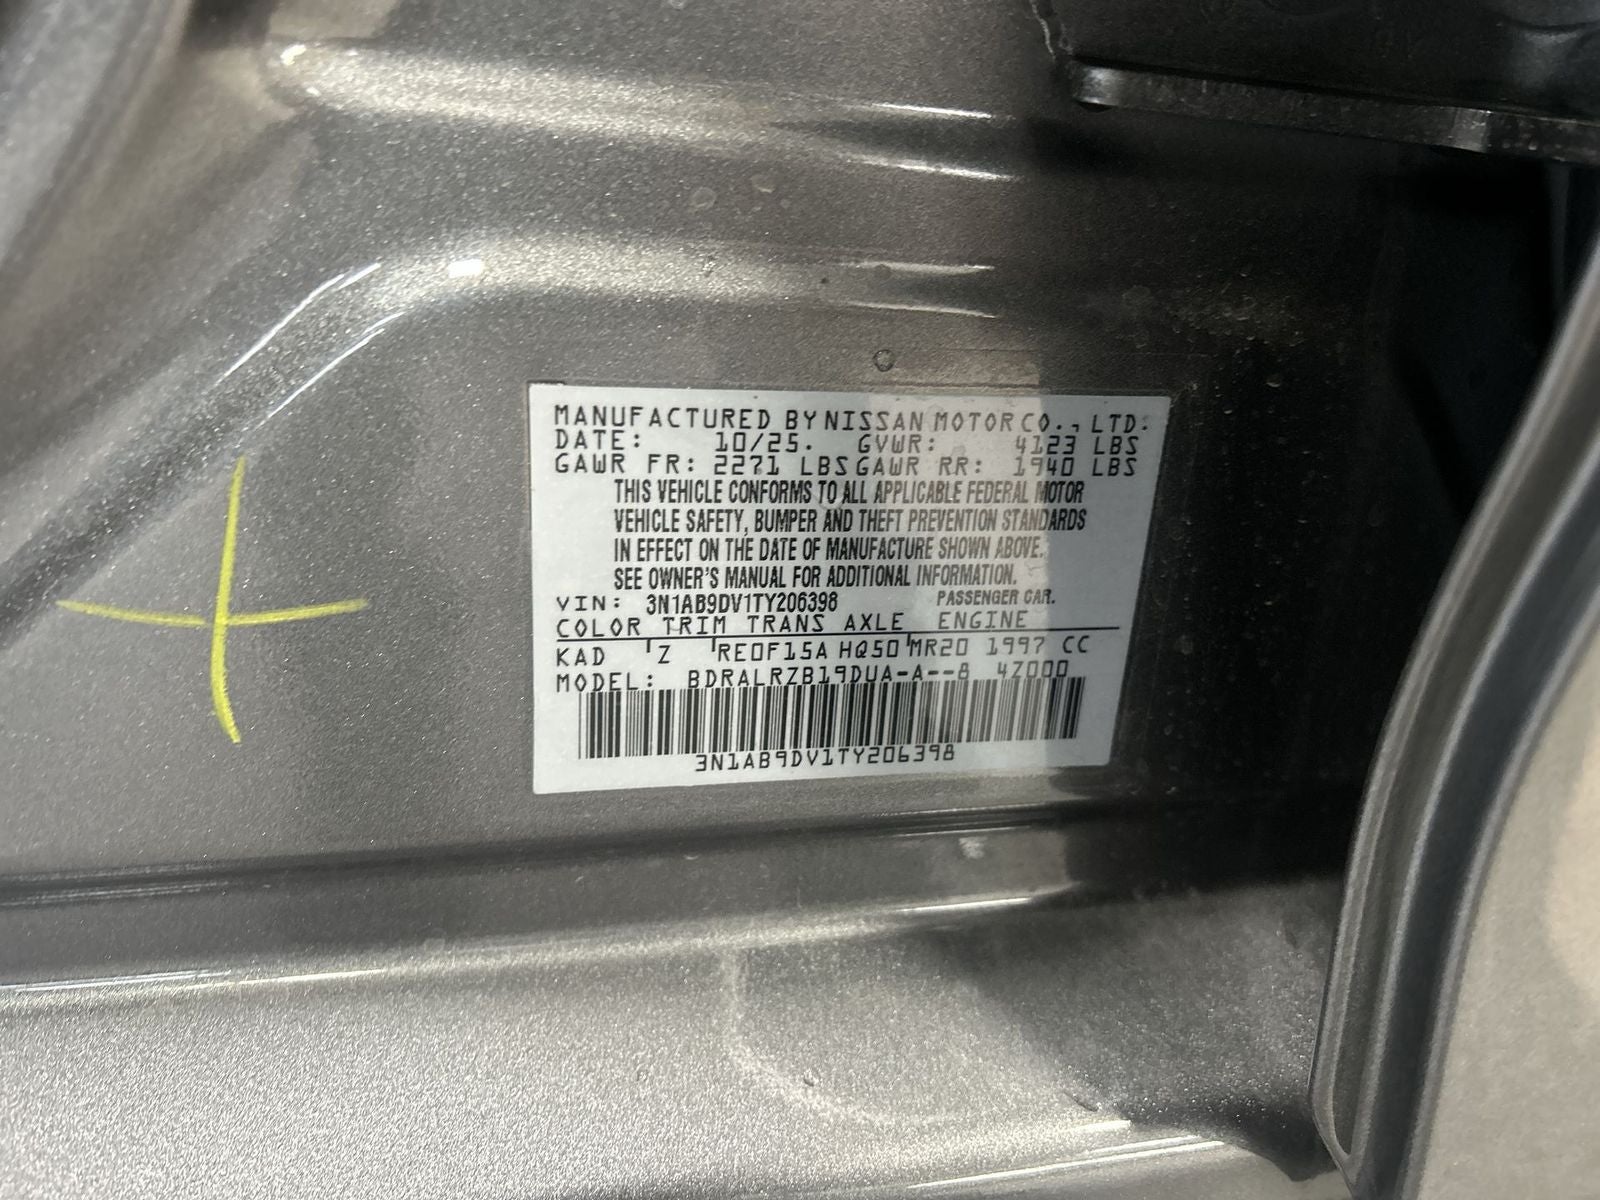 MANUFACTURED BY NISSAN MOTOR CO., LTD.
DATE: 10/25. GVWR: 4123 LBS
GAWR FR: 2271 LBS GAWR RR: 1940 LBS
THIS VEHICLE CONFORMS TO ALL APPLICABLE FEDERAL MOTOR
VEHICLE SAFETY, BUMPER AND THEFT PREVENTION STANDARDS
IN EFFECT ON THE DATE OF MANUFACTURE SHOWN ABOVE.
SEE OWNER'S MANUAL FOR ADDITIONAL INFORMATION.
VIN: 3N1AB9DV1TY206398 PASSENGER CAR.
COLOR TRIM TRANS AXLE ENGINE
KAD Z RE0F15A HQ50 MR20 1997 CC
MODEL: BDRALRZB19DUA-A--8 4Z000
3N1AB9DV1TY206398